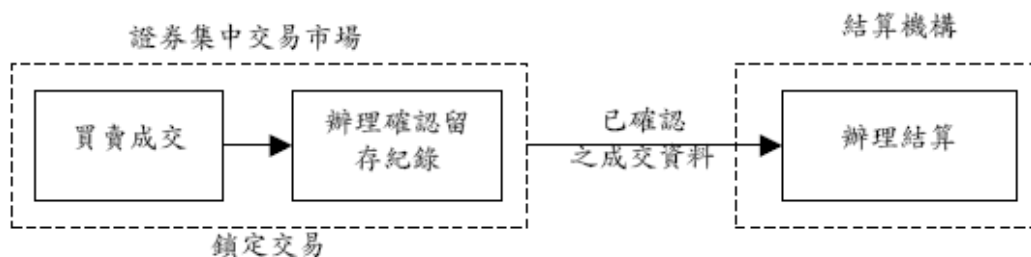 證券集中交易市場
結算機構
買賣成交
辦理確認留
存紀錄
已確認
之成交資料
辦理結算
鎖定交易